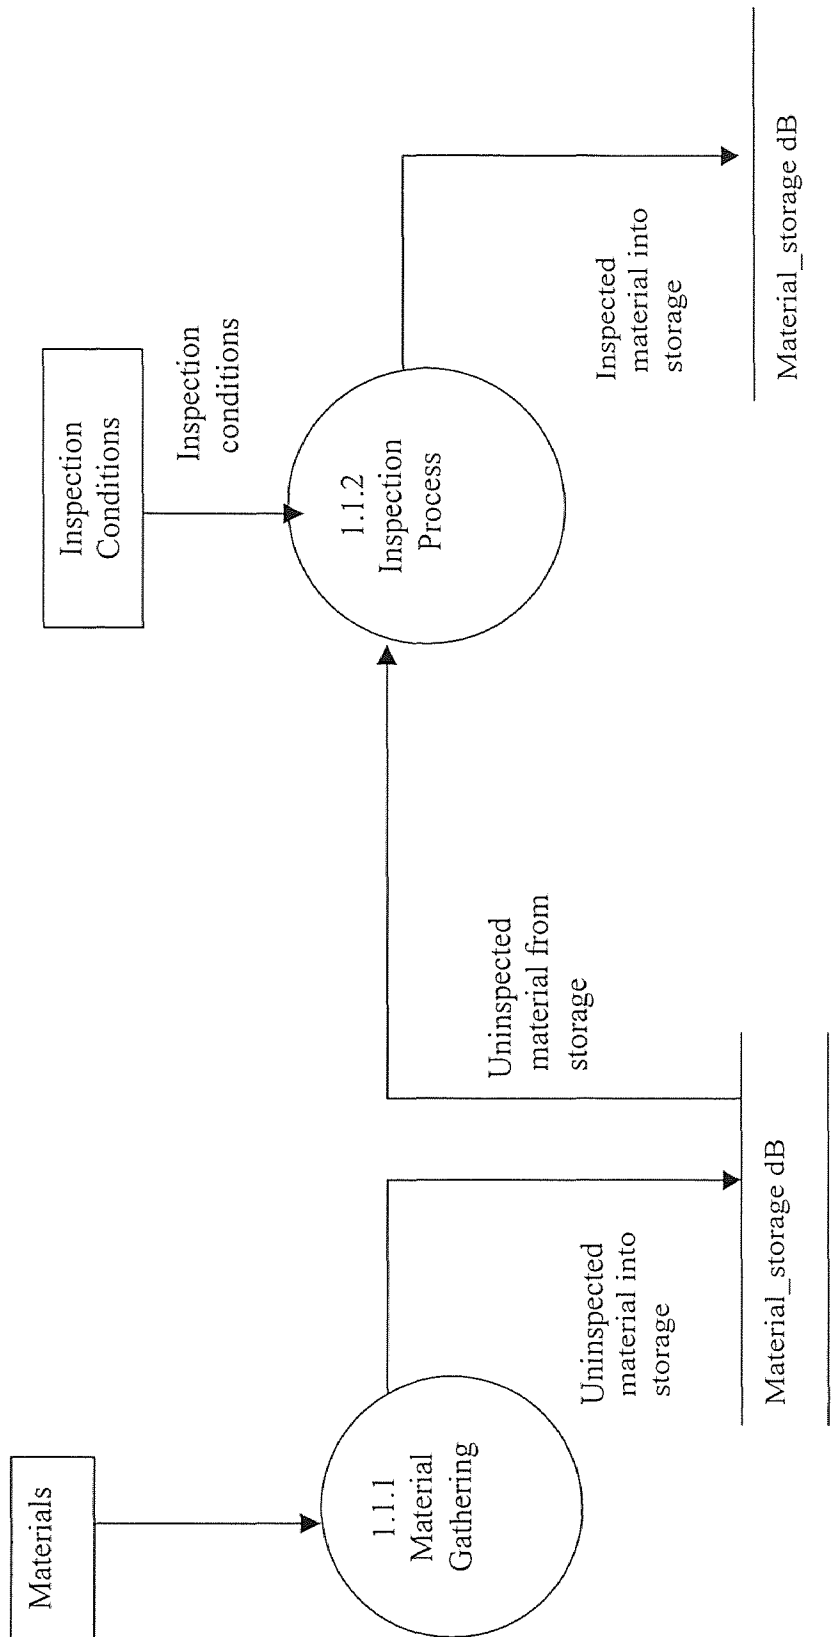 Materials
1.1.1
Material
Gathering
Uninspected
material into
storage
Material_storage dB
Uninspected
material from
storage
Inspection
Conditions
Inspection
conditions
1.1.2
Inspection
Process
Inspected
material into
storage
Material_storage dB